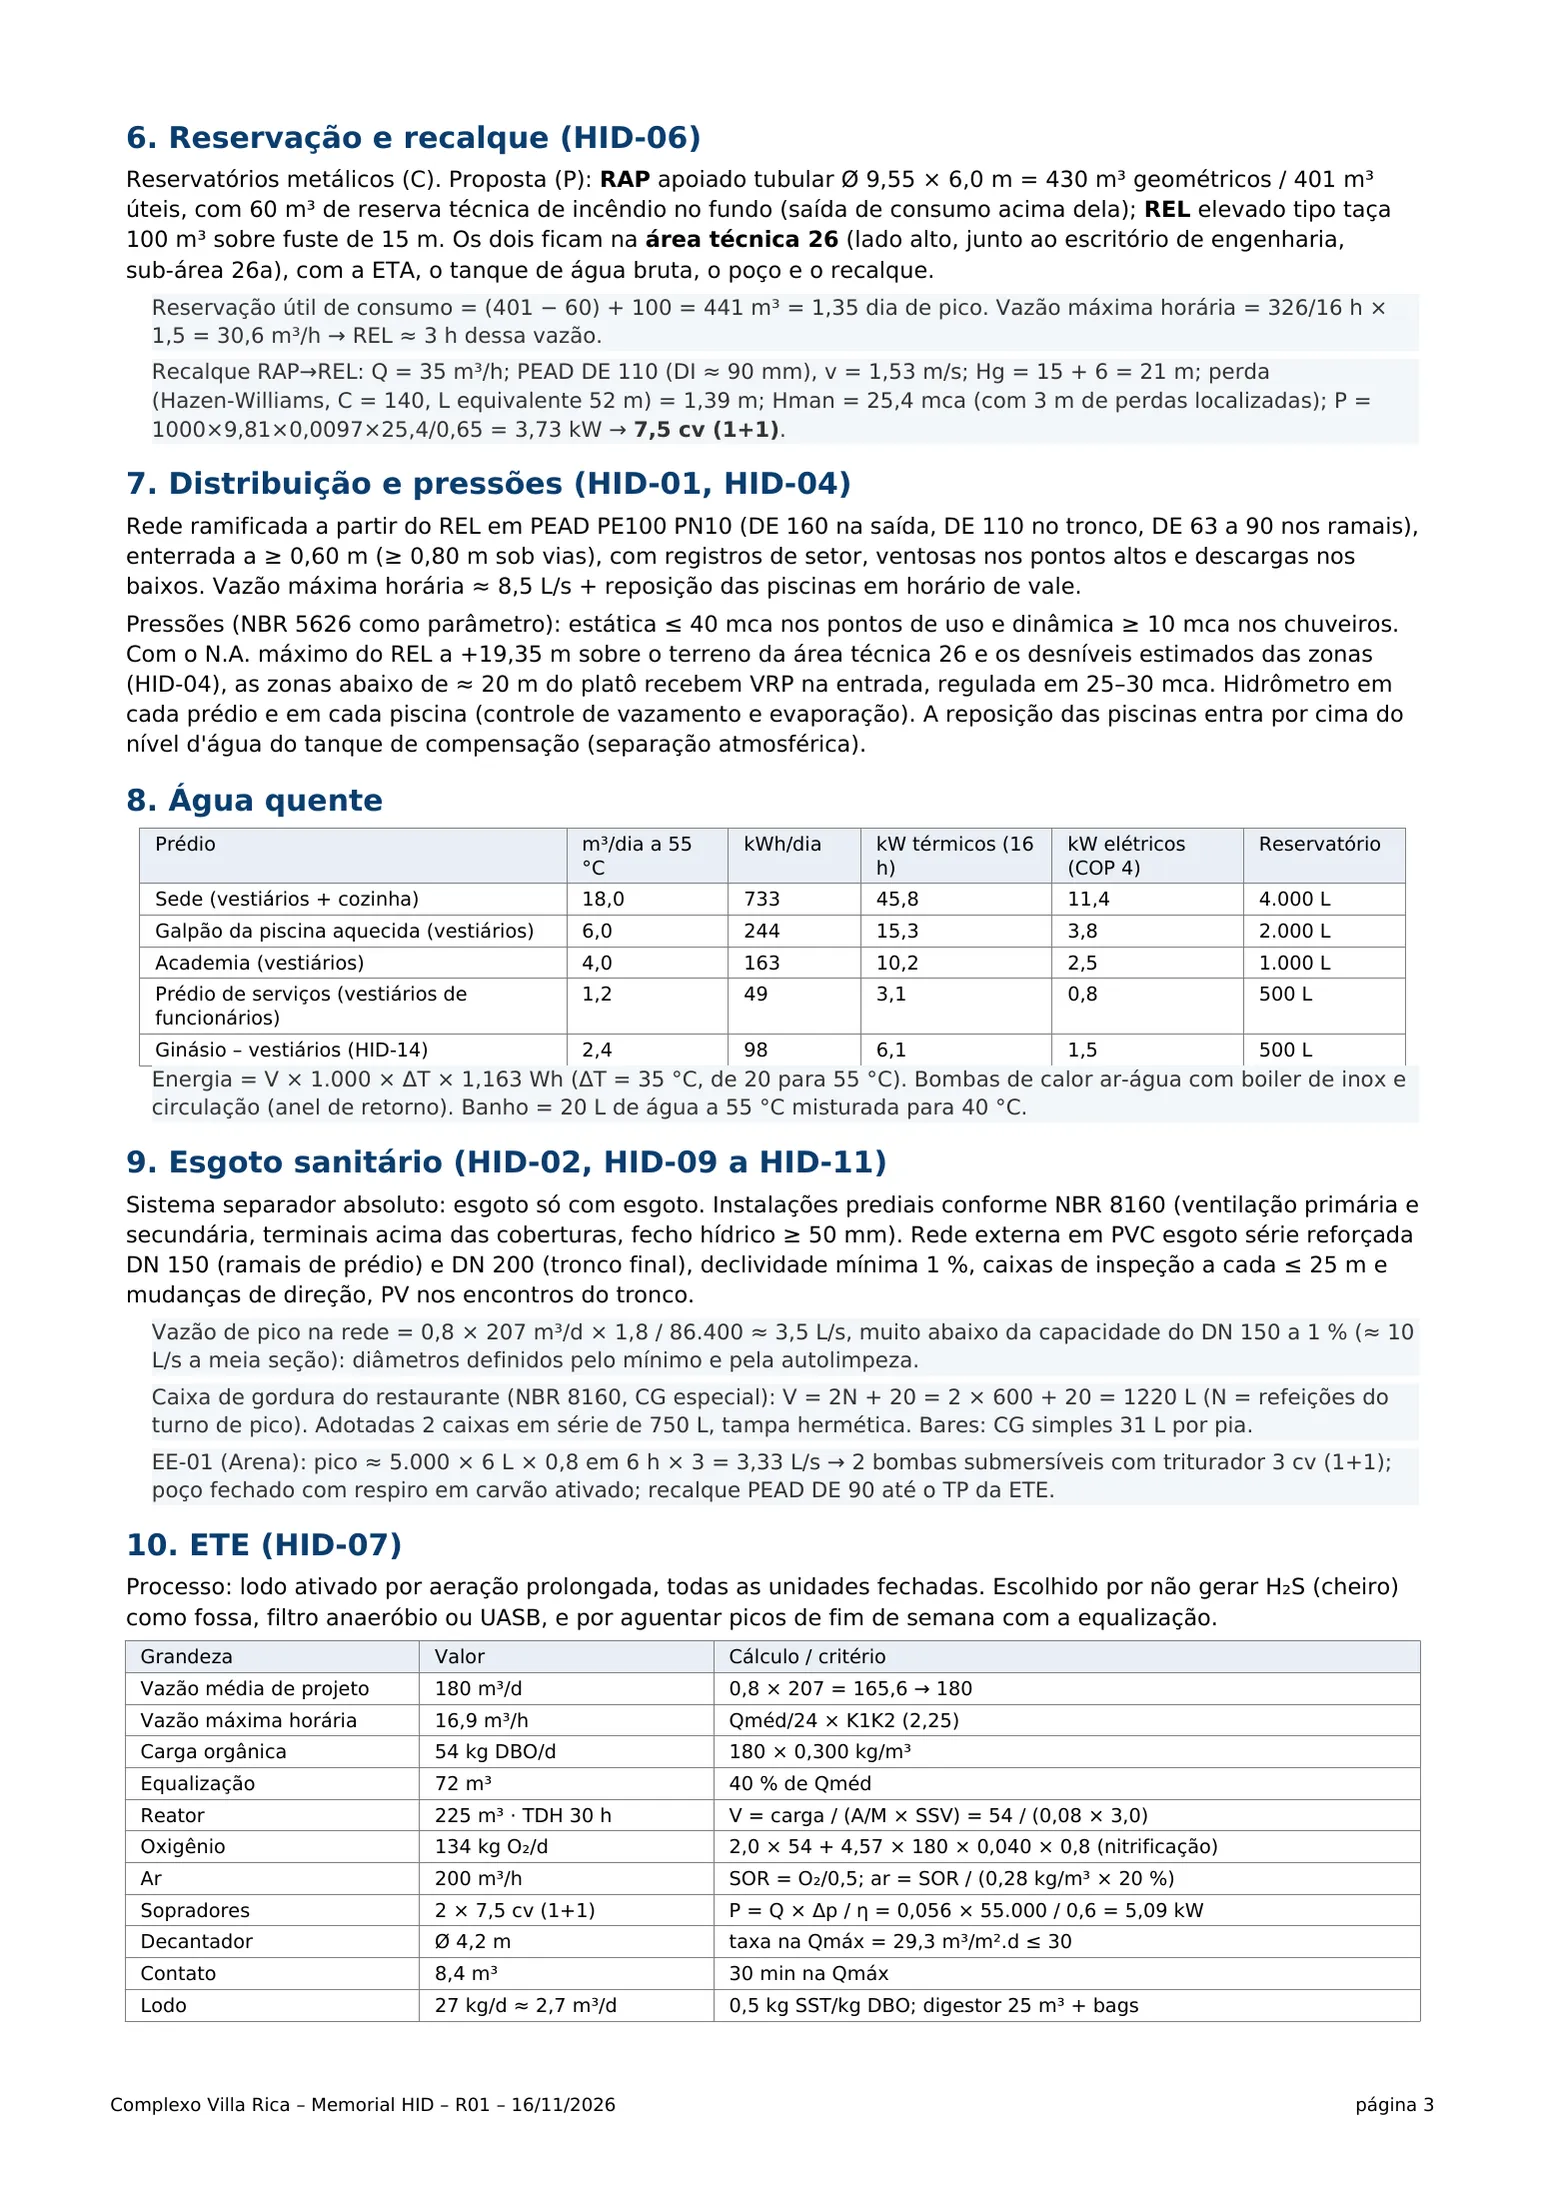 6. Reservação e recalque (HID-06)
Reservatórios metálicos (C). Proposta (P): RAP apoiado tubular Ø 9,55 × 6,0 m = 430 m³ geométricos / 401 m³
úteis, com 60 m³ de reserva técnica de incêndio no fundo (saída de consumo acima dela); REL elevado tipo taça
100 m³ sobre fuste de 15 m. Os dois ficam na área técnica 26 (lado alto, junto ao escritório de engenharia,
sub-área 26a), com a ETA, o tanque de água bruta, o poço e o recalque.
Reservação útil de consumo = (401 − 60) + 100 = 441 m³ = 1,35 dia de pico. Vazão máxima horária = 326/16 h ×
1,5 = 30,6 m³/h → REL ≈ 3 h dessa vazão.
Recalque RAP→REL: Q = 35 m³/h; PEAD DE 110 (DI ≈ 90 mm), v = 1,53 m/s; Hg = 15 + 6 = 21 m; perda
(Hazen-Williams, C = 140, L equivalente 52 m) = 1,39 m; Hman = 25,4 mca (com 3 m de perdas localizadas); P =
1000×9,81×0,0097×25,4/0,65 = 3,73 kW → 7,5 cv (1+1).
7. Distribuição e pressões (HID-01, HID-04)
Rede ramificada a partir do REL em PEAD PE100 PN10 (DE 160 na saída, DE 110 no tronco, DE 63 a 90 nos ramais),
enterrada a ≥ 0,60 m (≥ 0,80 m sob vias), com registros de setor, ventosas nos pontos altos e descargas nos
baixos. Vazão máxima horária ≈ 8,5 L/s + reposição das piscinas em horário de vale.
Pressões (NBR 5626 como parâmetro): estática ≤ 40 mca nos pontos de uso e dinâmica ≥ 10 mca nos chuveiros.
Com o N.A. máximo do REL a +19,35 m sobre o terreno da área técnica 26 e os desníveis estimados das zonas
(HID-04), as zonas abaixo de ≈ 20 m do platô recebem VRP na entrada, regulada em 25–30 mca. Hidrômetro em
cada prédio e em cada piscina (controle de vazamento e evaporação). A reposição das piscinas entra por cima do
nível d'água do tanque de compensação (separação atmosférica).
8. Água quente
Prédio m³/dia a 55 °C kWh/dia kW térmicos (16 h) kW elétricos (COP 4) Reservatório
Sede (vestiários + cozinha) 18,0 733 45,8 11,4 4.000 L
Galpão da piscina aquecida (vestiários) 6,0 244 15,3 3,8 2.000 L
Academia (vestiários) 4,0 163 10,2 2,5 1.000 L
Prédio de serviços (vestiários de funcionários) 1,2 49 3,1 0,8 500 L
Ginásio – vestiários (HID-14) 2,4 98 6,1 1,5 500 L
Energia = V × 1.000 × ΔT × 1,163 Wh (ΔT = 35 °C, de 20 para 55 °C). Bombas de calor ar-água com boiler de inox e
circulação (anel de retorno). Banho = 20 L de água a 55 °C misturada para 40 °C.
9. Esgoto sanitário (HID-02, HID-09 a HID-11)
Sistema separador absoluto: esgoto só com esgoto. Instalações prediais conforme NBR 8160 (ventilação primária e
secundária, terminais acima das coberturas, fecho hídrico ≥ 50 mm). Rede externa em PVC esgoto série reforçada
DN 150 (ramais de prédio) e DN 200 (tronco final), declividade mínima 1 %, caixas de inspeção a cada ≤ 25 m e
mudanças de direção, PV nos encontros do tronco.
Vazão de pico na rede = 0,8 × 207 m³/d × 1,8 / 86.400 ≈ 3,5 L/s, muito abaixo da capacidade do DN 150 a 1 % (≈ 10
L/s a meia seção): diâmetros definidos pelo mínimo e pela autolimpeza.
Caixa de gordura do restaurante (NBR 8160, CG especial): V = 2N + 20 = 2 × 600 + 20 = 1220 L (N = refeições do
turno de pico). Adotadas 2 caixas em série de 750 L, tampa hermética. Bares: CG simples 31 L por pia.
EE-01 (Arena): pico ≈ 5.000 × 6 L × 0,8 em 6 h × 3 = 3,33 L/s → 2 bombas submersíveis com triturador 3 cv (1+1);
poço fechado com respiro em carvão ativado; recalque PEAD DE 90 até o TP da ETE.
10. ETE (HID-07)
Processo: lodo ativado por aeração prolongada, todas as unidades fechadas. Escolhido por não gerar H₂S (cheiro)
como fossa, filtro anaeróbio ou UASB, e por aguentar picos de fim de semana com a equalização.
Grandeza Valor Cálculo / critério
Vazão média de projeto 180 m³/d 0,8 × 207 = 165,6 → 180
Vazão máxima horária 16,9 m³/h Qméd/24 × K1K2 (2,25)
Carga orgânica 54 kg DBO/d 180 × 0,300 kg/m³
Equalização 72 m³ 40 % de Qméd
Reator 225 m³ · TDH 30 h V = carga / (A/M × SSV) = 54 / (0,08 × 3,0)
Oxigênio 134 kg O₂/d 2,0 × 54 + 4,57 × 180 × 0,040 × 0,8 (nitrificação)
Ar 200 m³/h SOR = O₂/0,5; ar = SOR / (0,28 kg/m³ × 20 %)
Sopradores 2 × 7,5 cv (1+1) P = Q × Δp / η = 0,056 × 55.000 / 0,6 = 5,09 kW
Decantador Ø 4,2 m taxa na Qmáx = 29,3 m³/m².d ≤ 30
Contato 8,4 m³ 30 min na Qmáx
Lodo 27 kg/d ≈ 2,7 m³/d 0,5 kg SST/kg DBO; digestor 25 m³ + bags
Complexo Villa Rica – Memorial HID – R01 – 16/11/2026 página 3